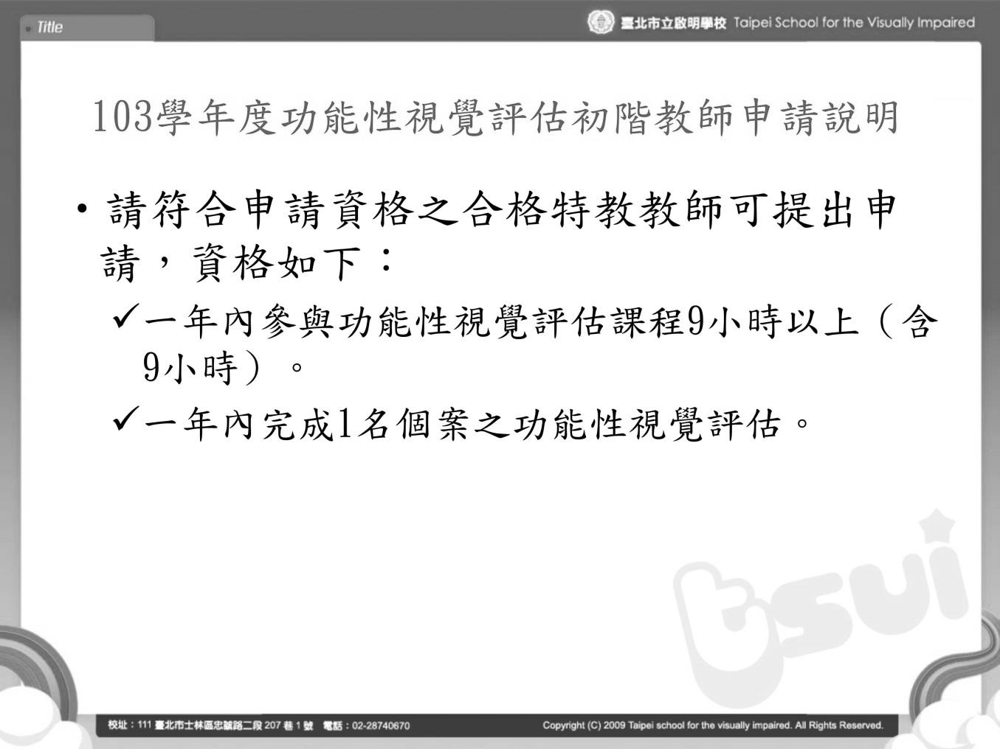 Title
臺北市立啟明學校 Taipei School for the Visually Impaired
103學年度功能性視覺評估初階教師申請說明
• 請符合申請資格之合格特教教師可提出申
請，資格如下：
✓一年內參與功能性視覺評估課程9小時以上（含
9小時）。
✓一年內完成1名個案之功能性視覺評估。
tsvi
校址：111 臺北市士林區忠誠路二段 207 巷 1 號 電話：02-28740670
Copyright (C) 2009 Taipei school for the visually impaired. All Rights Reserved.